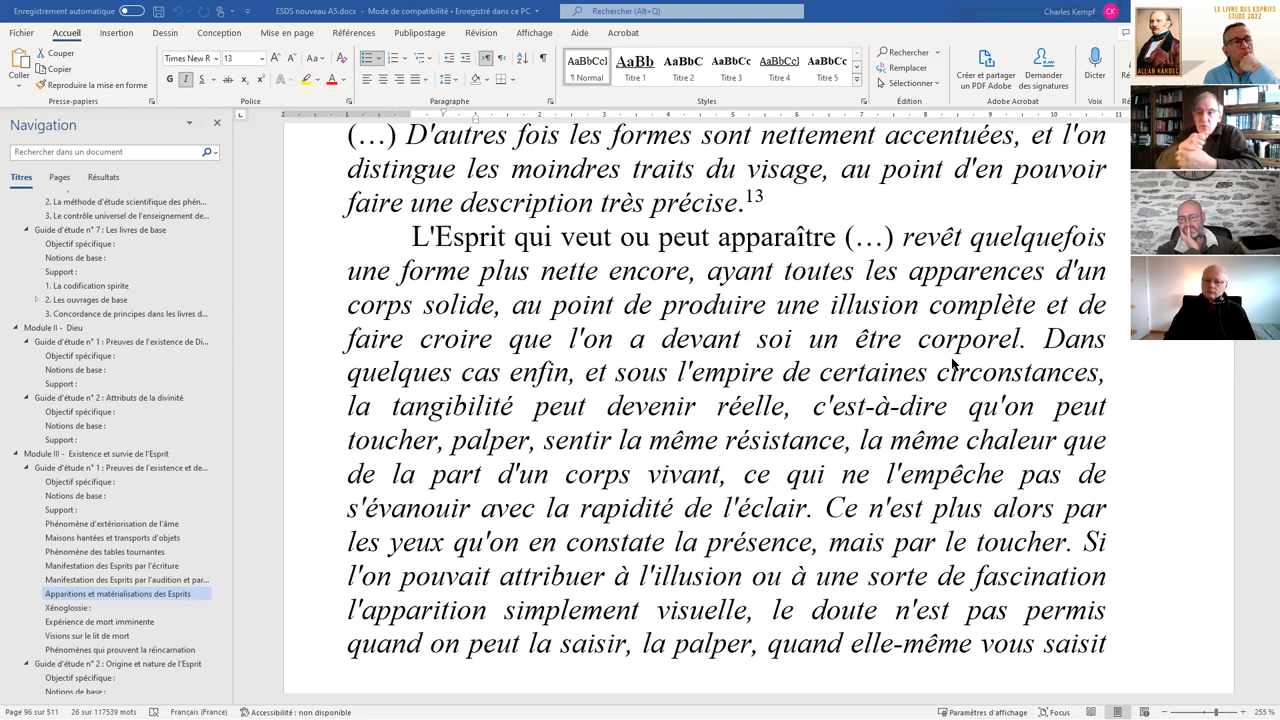 Enregistrement automatique
ESDS nouveau A5.docx - Mode de compatibilité • Enregistré dans ce PC
Rechercher (Alt+Q)
Charles Kempf CK
Fichier Accueil Insertion Dessin Conception Mise en page Références Publipostage Révision Affichage Aide Acrobat
Coller
Couper
Copier
Reproduire la mise en forme
Presse-papiers
Times New R 13
Police
Paragraphe
AaBbCcI ¶ Normal
AaBb Titre 1
AaBbCc Titre 2
AaBbCc Titre 3
AaBbCcI Titre 4
AaBbCc Titre 5
Styles
Rechercher
Remplacer
Sélectionner
Créer et partager un PDF Adobe
Demander des signatures
Adobe Acrobat
Dicter
Voix
LE LIVRE DES ESPRITS
ETUDE 2022
ALLAN KARDEC
Navigation
Rechercher dans un document
Titres Pages Résultats
2. La méthode d'étude scientifique des phén...
3. Le contrôle universel de l'enseignement de...
Guide d'étude n° 7 : Les livres de base
Objectif spécifique :
Notions de base :
Support :
1. La codification spirite
2. Les ouvrages de base
3. Concordance de principes dans les livres d...
Module II - Dieu
Guide d'étude n° 1 : Preuves de l'existence de Di...
Objectif spécifique :
Notions de base :
Support :
Guide d'étude n° 2 : Attributs de la divinité
Objectif spécifique :
Notions de base :
Support :
Module III - Existence et survie de l'Esprit
Guide d'étude n° 1 : Preuves de l'existence et de...
Objectif spécifique :
Notions de base :
Support :
Phénomène d'extériorisation de l'âme
Maisons hantées et transports d'objets
Phénomène des tables tournantes
Manifestation des Esprits par l'écriture
Manifestation des Esprits par l'audition et par...
Apparitions et matérialisations des Esprits
Xénoglossie :
Expérience de mort imminente
Visions sur le lit de mort
Phénomènes qui prouvent la réincarnation
Guide d'étude n° 2 : Origine et nature de l'Esprit
Objectif spécifique :
Notions de base :
(…) D'autres fois les formes sont nettement accentuées, et l'on
distingue les moindres traits du visage, au point d'en pouvoir
faire une description très précise.13
L'Esprit qui veut ou peut apparaître (…) revêt quelquefois
une forme plus nette encore, ayant toutes les apparences d'un
corps solide, au point de produire une illusion complète et de
faire croire que l'on a devant soi un être corporel. Dans
quelques cas enfin, et sous l'empire de certaines circonstances,
la tangibilité peut devenir réelle, c'est-à-dire qu'on peut
toucher, palper, sentir la même résistance, la même chaleur que
de la part d'un corps vivant, ce qui ne l'empêche pas de
s'évanouir avec la rapidité de l'éclair. Ce n'est plus alors par
les yeux qu'on en constate la présence, mais par le toucher. Si
l'on pouvait attribuer à l'illusion ou à une sorte de fascination
l'apparition simplement visuelle, le doute n'est pas permis
quand on peut la saisir, la palper, quand elle-même vous saisit
Page 96 sur 511 26 sur 117539 mots Français (France) Accessibilité : non disponible Paramètres d'affichage Focus 255 %